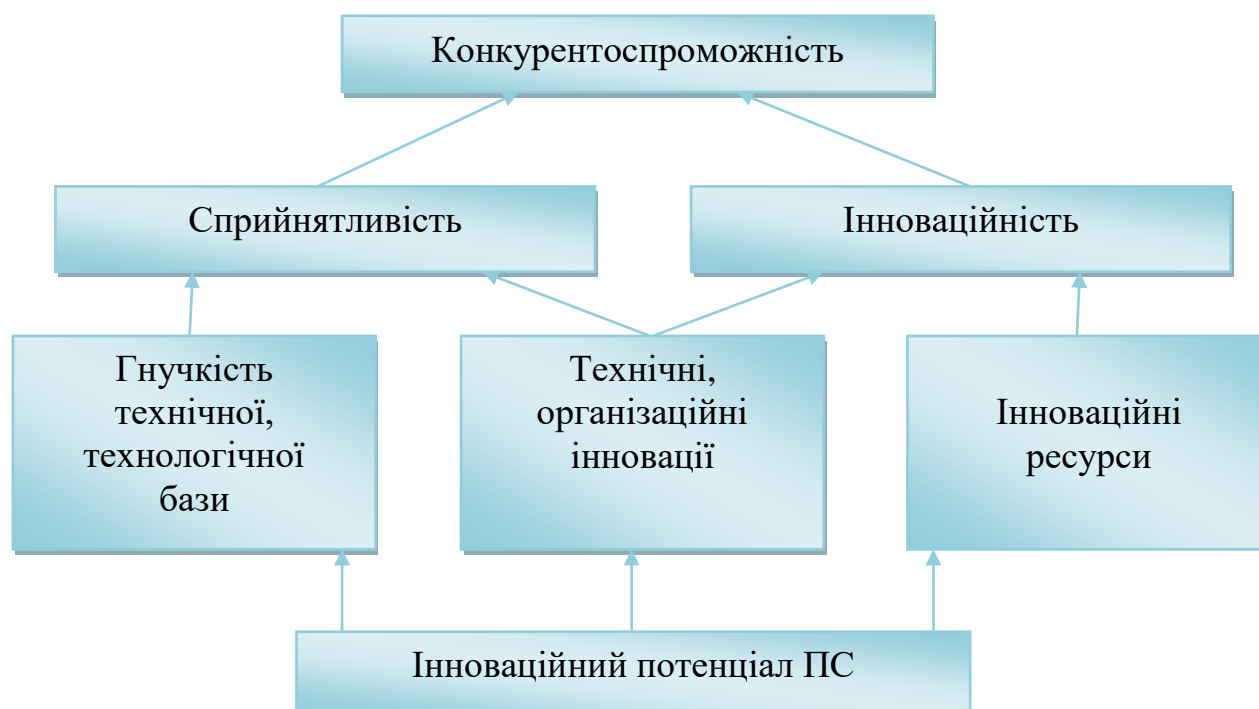 Конкурентоспроможність
Сприйнятливість
Інноваційність
Гнучкість
технічної,
технологічної
бази
Технічні,
організаційні
інновації
Інноваційні
ресурси
Інноваційний потенціал ПС